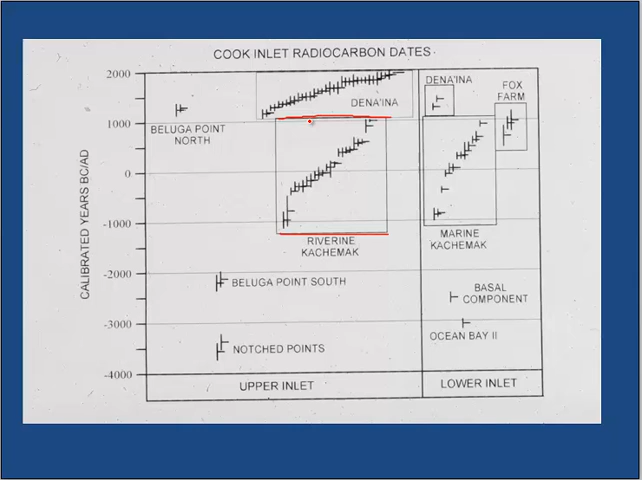 COOK INLET RADIOCARBON DATES
CALIBRATED YEARS BC/AD
2000
1000
0
-1000
-2000
-3000
-4000
BELUGA POINT
NORTH
DENA'INA
DENA'INA
FOX
FARM
RIVERINE
KACHEMAK
MARINE
KACHEMAK
BELUGA POINT SOUTH
BASAL
COMPONENT
NOTCHED POINTS
OCEAN BAY II
UPPER INLET
LOWER INLET